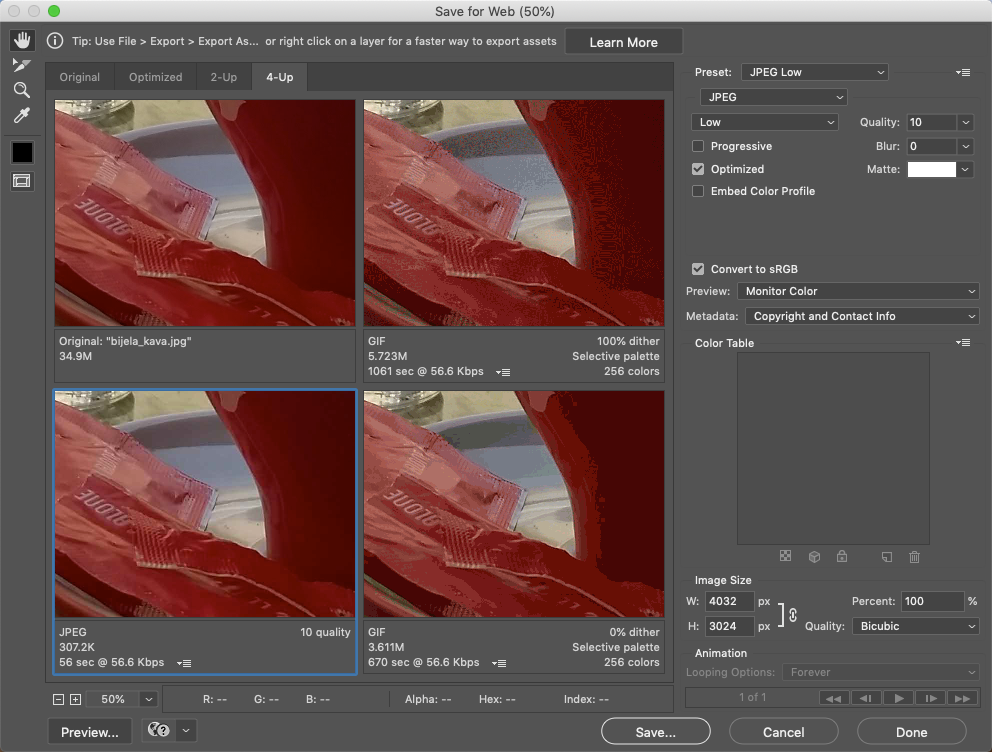 Save for Web (50%)
Tip: Use File > Export > Export As... or right click on a layer for a faster way to export assets
Learn More
Original
Optimized
2-Up
4-Up
Original: "bijela_kava.jpg"
34.9M
GIF
100% dither
5.723M
Selective palette
1061 sec @ 56.6 Kbps
256 colors
JPEG
10 quality
307.2K
56 sec @ 56.6 Kbps
GIF
0% dither
3.611M
Selective palette
670 sec @ 56.6 Kbps
256 colors
50%
R: --
G: --
B: --
Alpha: --
Hex: --
Index: --
Preview...
Preset: JPEG Low
JPEG
Low
Quality: 10
Progressive
Blur: 0
Optimized
Matte:
Embed Color Profile
Convert to sRGB
Preview: Monitor Color
Metadata: Copyright and Contact Info
Color Table
Image Size
W: 4032 px
Percent: 100 %
H: 3024 px
Quality: Bicubic
Animation
Looping Options: Forever
1 of 1
Save...
Cancel
Done